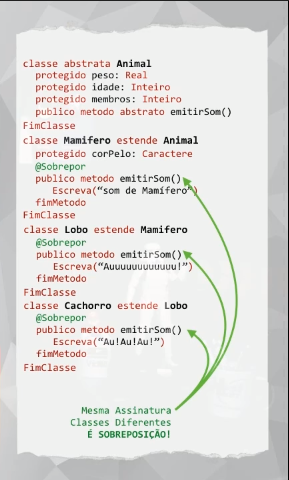 classe abstrata Animal
protegido peso: Real
protegido idade: Inteiro
protegido membros: Inteiro
publico metodo abstrato emitirSom()
FimClasse
classe Mamifero estende Animal
protegido corPelo: Caractere
@Sobrepor
publico metodo emitirSom()
Escreva(“som de Mamífero”)
fimMetodo
FimClasse
classe Lobo estende Mamifero
@Sobrepor
publico metodo emitirSom()
Escreva(“Auuuuuuuuuuuu!”)
fimMetodo
FimClasse
classe Cachorro estende Lobo
@Sobrepor
publico metodo emitirSom()
Escreva(“Au!Au!Au!”)
fimMetodo
FimClasse
Mesma Assinatura
Classes Diferentes
É SOBREPOSIÇÃO!